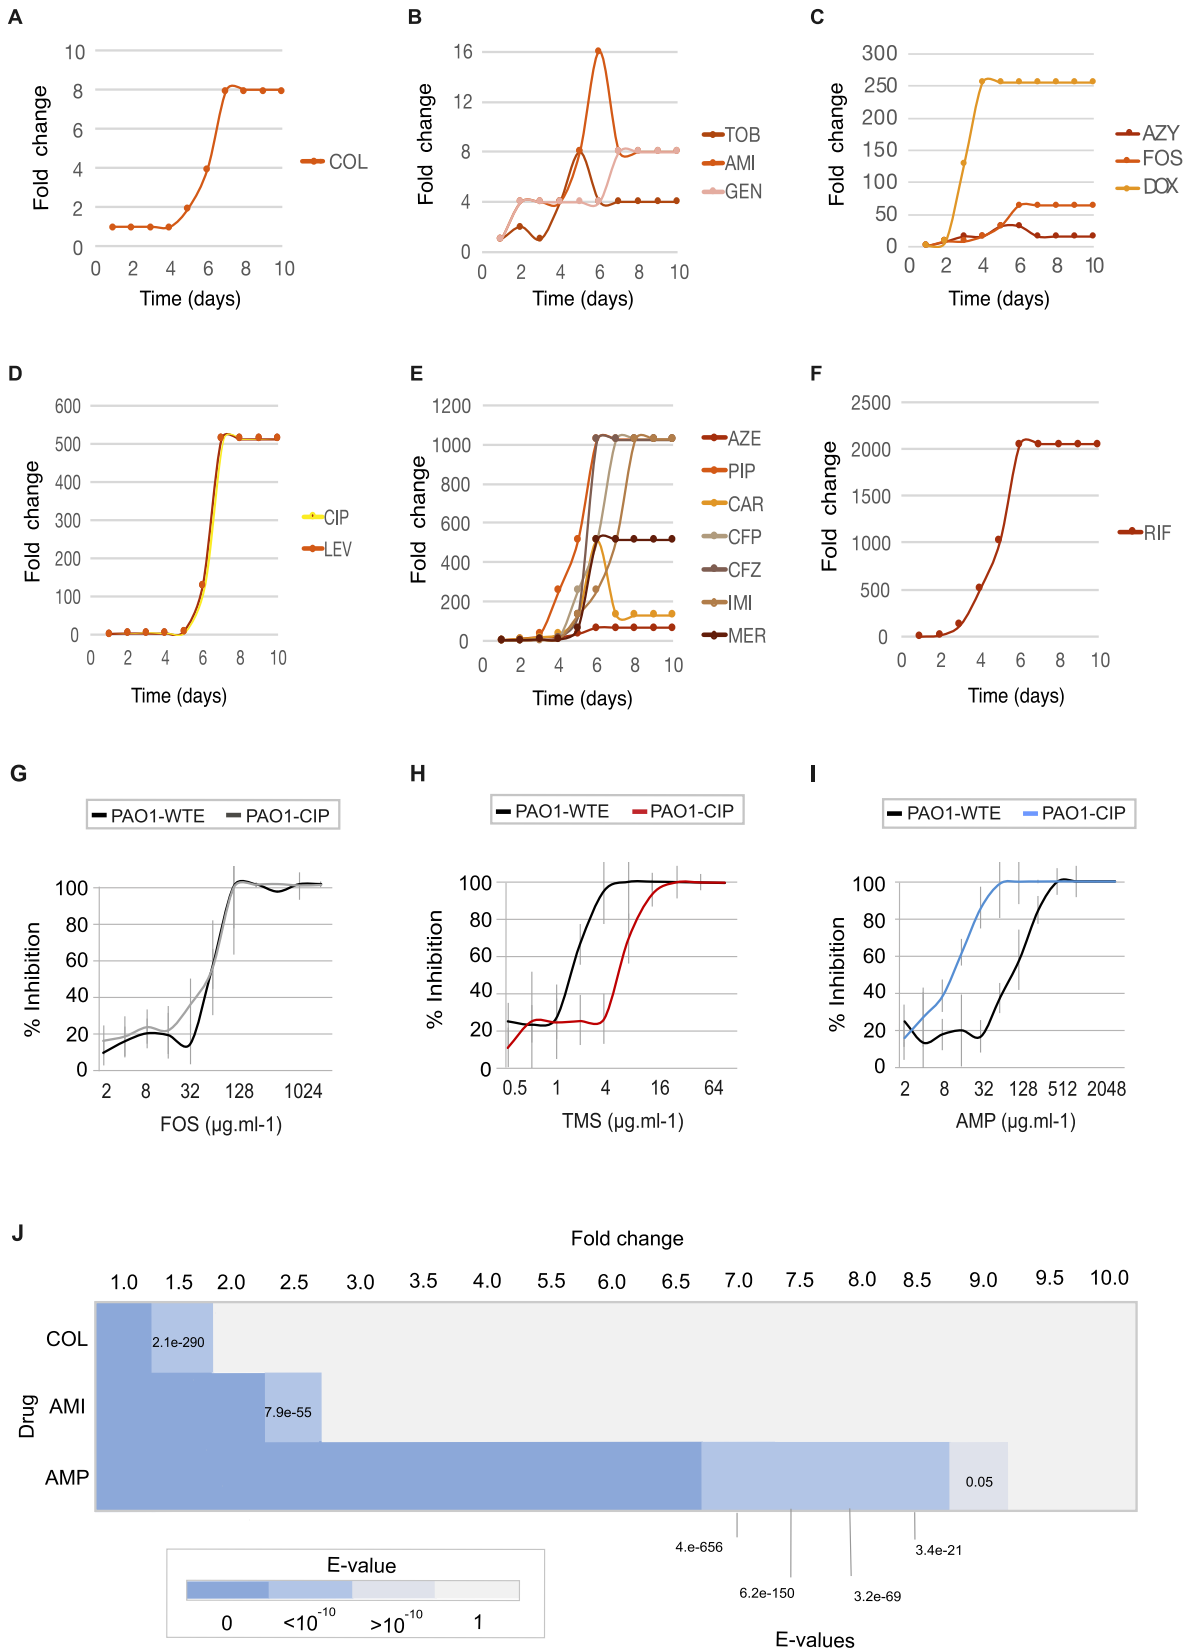 A
10
8
6
4
2
0
0 2 4 6 8 10
Fold change
Time (days)
COL
B
16
12
8
4
0
0 2 4 6 8 10
Fold change
Time (days)
TOB
AMI
GEN
C
300
250
200
150
100
50
0
0 2 4 6 8 10
Fold change
Time (days)
AZY
FOS
DOX
D
600
500
400
300
200
100
0
0 2 4 6 8 10
Fold change
Time (days)
CIP
LEV
E
1200
1000
800
600
400
200
0
0 2 4 6 8 10
Fold change
Time (days)
AZE
PIP
CAR
CFP
CFZ
IMI
MER
F
2500
2000
1500
1000
500
0
0 2 4 6 8 10
Fold change
Time (days)
RIF
G
PAO1-WTE PAO1-CIP
100
80
60
40
20
0
2 8 32 128 1024
% Inhibition
FOS (µg.ml-1)
H
PAO1-WTE PAO1-CIP
100
80
60
40
20
0
0.5 1 4 16 64
% Inhibition
TMS (µg.ml-1)
I
PAO1-WTE PAO1-CIP
100
80
60
40
20
0
2 8 32 128 512 2048
% Inhibition
AMP (µg.ml-1)
J
Fold change
1.0 1.5 2.0 2.5 3.0 3.5 4.0 5.5 6.0 6.5 7.0 7.5 8.0 8.5 9.0 9.5 10.0
Drug
COL 2.1e-290
AMI 7.9e-55
AMP 0.05
4.e-656 3.4e-21
6.2e-150 3.2e-69
E-values
E-value
0 <10-10 >10-10 1